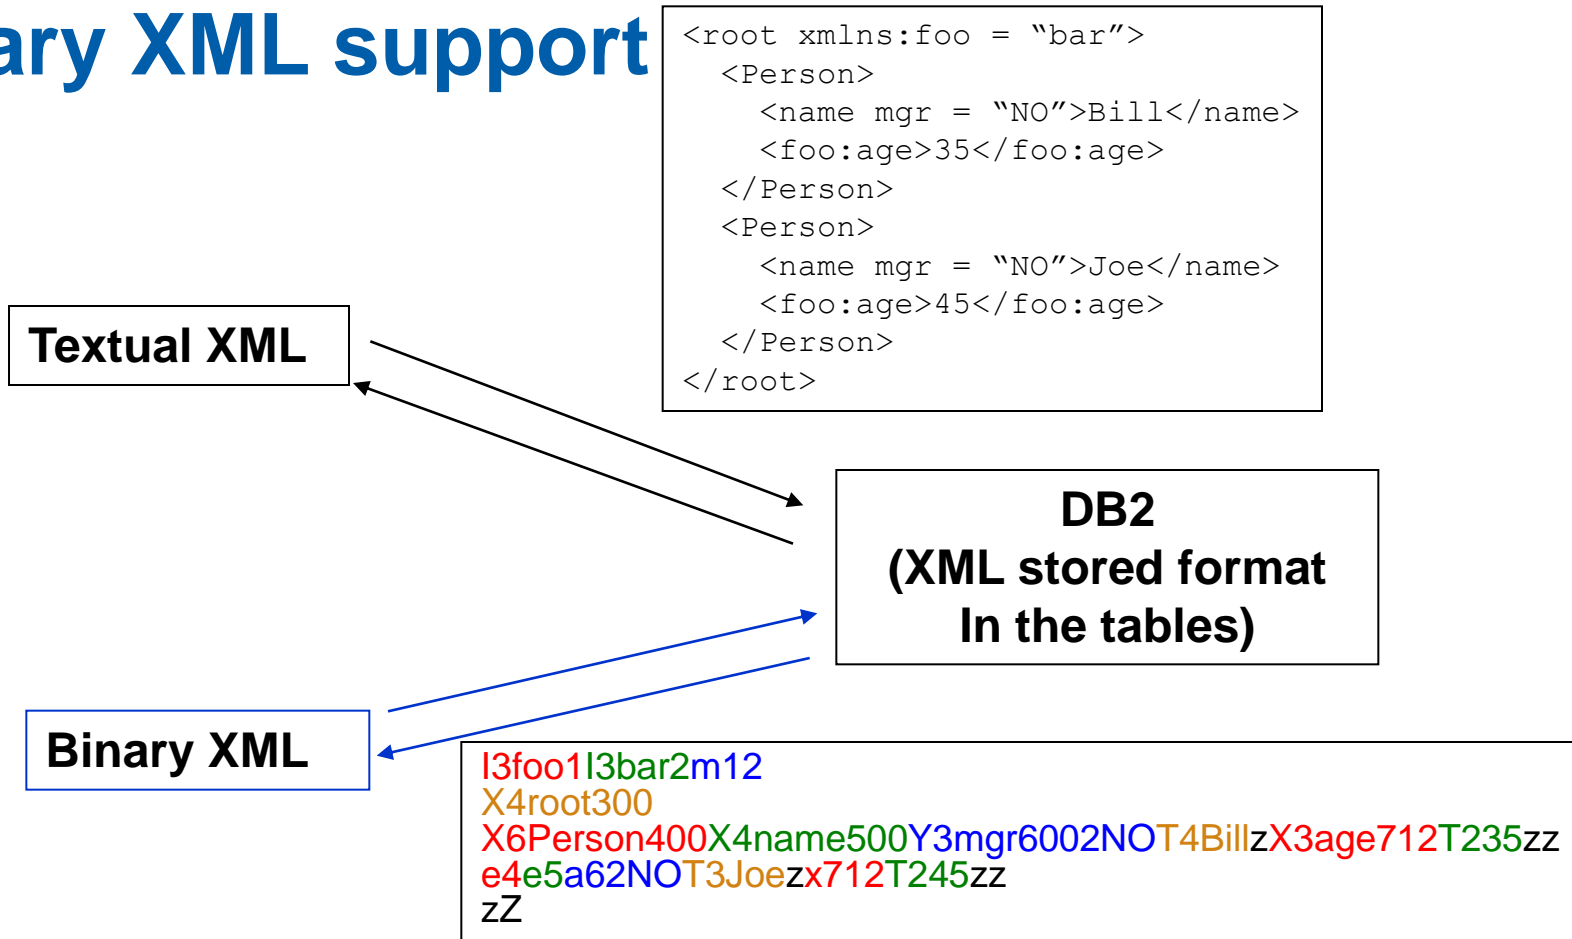 ary XML support
<root xmlns:foo = “bar”>
<Person>
<name mgr = “NO”>Bill</name>
<foo:age>35</foo:age>
</Person>
<Person>
<name mgr = “NO”>Joe</name>
<foo:age>45</foo:age>
</Person>
</root>
Textual XML
DB2
(XML stored format
In the tables)
Binary XML
I3foo1I3bar2m12
X4root300
X6Person400X4name500Y3mgr6002NOT4BillzX3age712T235zz
e4e5a62NOT3Joezx712T245zz
zZ